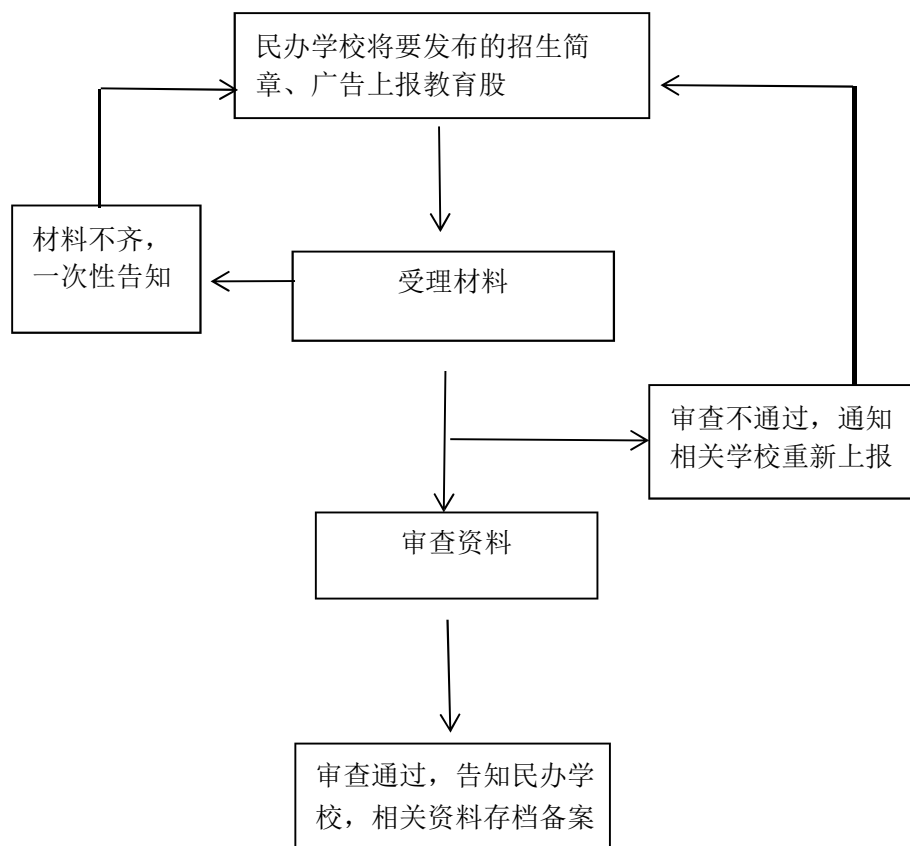 民办学校将要发布的招生简
章、广告上报教育股
材料不齐，
一次性告知
受理材料
审查不通过，通知
相关学校重新上报
审查资料
审查通过，告知民办学
校，相关资料存档备案